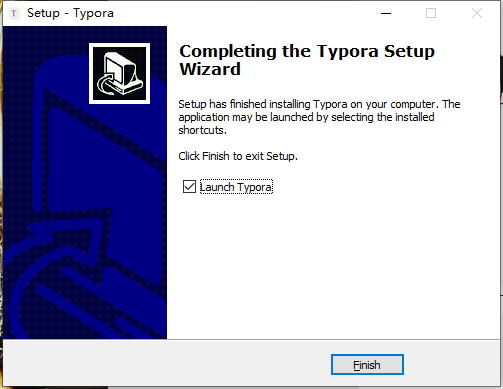 T Setup - Typora
Completing the Typora Setup
Wizard
Setup has finished installing Typora on your computer. The
application may be launched by selecting the installed
shortcuts.
Click Finish to exit Setup.
Launch Typora
Finish